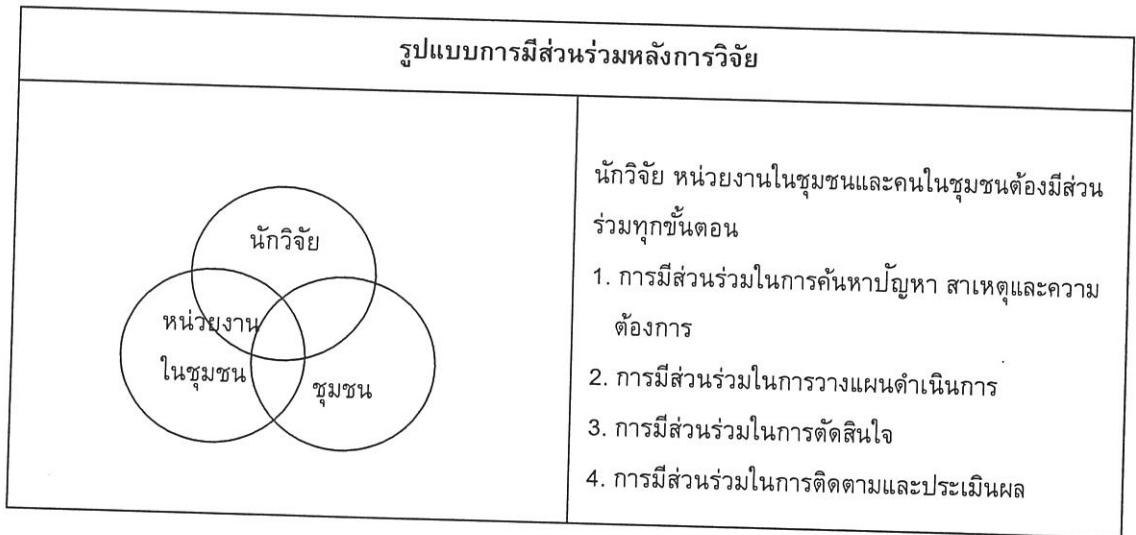 รูปแบบการมีส่วนร่วมหลังการวิจัย
นักวิจัย
หน่วยงาน
ในชุมชน
ชุมชน
นักวิจัย หน่วยงานในชุมชนและคนในชุมชนต้องมีส่วน
ร่วมทุกขั้นตอน
1. การมีส่วนร่วมในการค้นหาปัญหา สาเหตุและความ
ต้องการ
2. การมีส่วนร่วมในการวางแผนดำเนินการ
3. การมีส่วนร่วมในการตัดสินใจ
4. การมีส่วนร่วมในการติดตามและประเมินผล